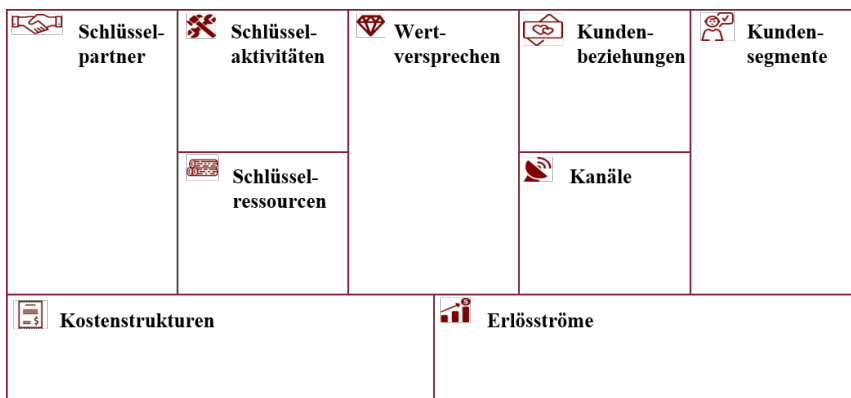 Schlüssel-
partner
Schlüssel-
aktivitäten
Schlüssel-
ressourcen
Wert-
versprechen
Kunden-
beziehungen
Kanäle
Kunden-
segmente
Kostenstrukturen
Erlösströme